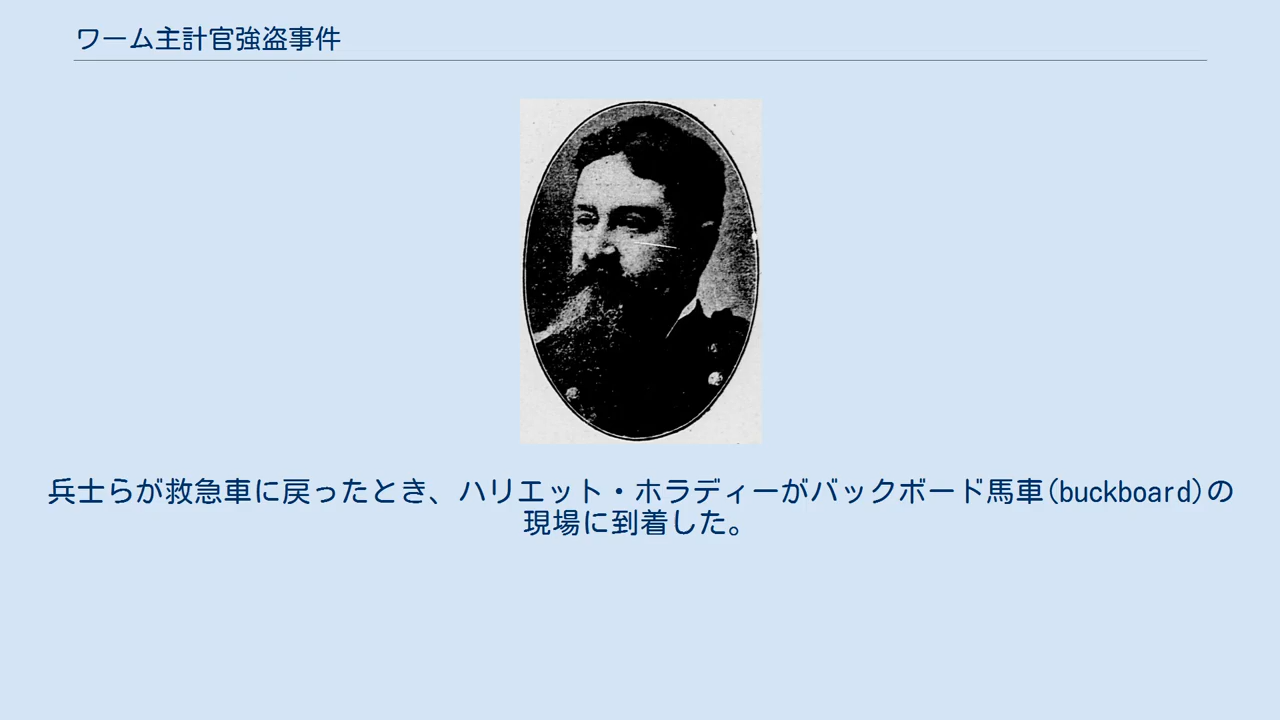 ワーム主計官強盗事件
兵士らが救急車に戻ったとき、ハリエット・ホラディーがバックボード馬車(buckboard)の
現場に到着した。